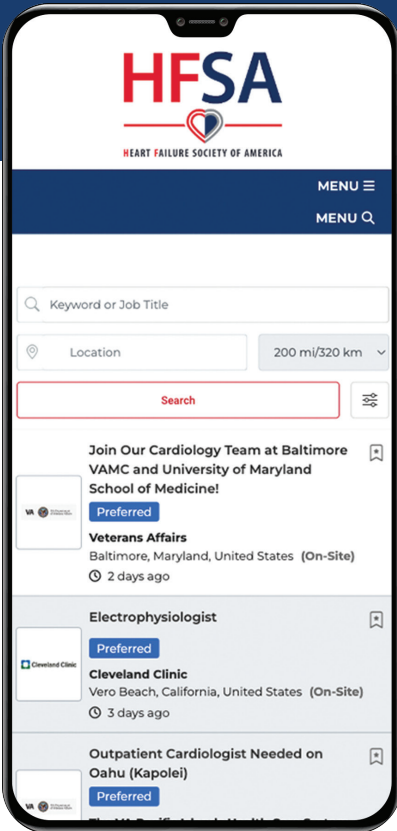 HFSA
HEART FAILURE SOCIETY OF AMERICA
MENU
MENU
Keyword or Job Title
Location
200 mi/320 km
Search
Join Our Cardiology Team at Baltimore
VAMC and University of Maryland
School of Medicine!
Preferred
VA
Veterans Affairs
Baltimore, Maryland, United States (On-Site)
2 days ago
Electrophysiologist
Preferred
Cleveland Clinic
Cleveland Clinic
Vero Beach, California, United States (On-Site)
3 days ago
Outpatient Cardiologist Needed on
Oahu (Kapolei)
Preferred
VA